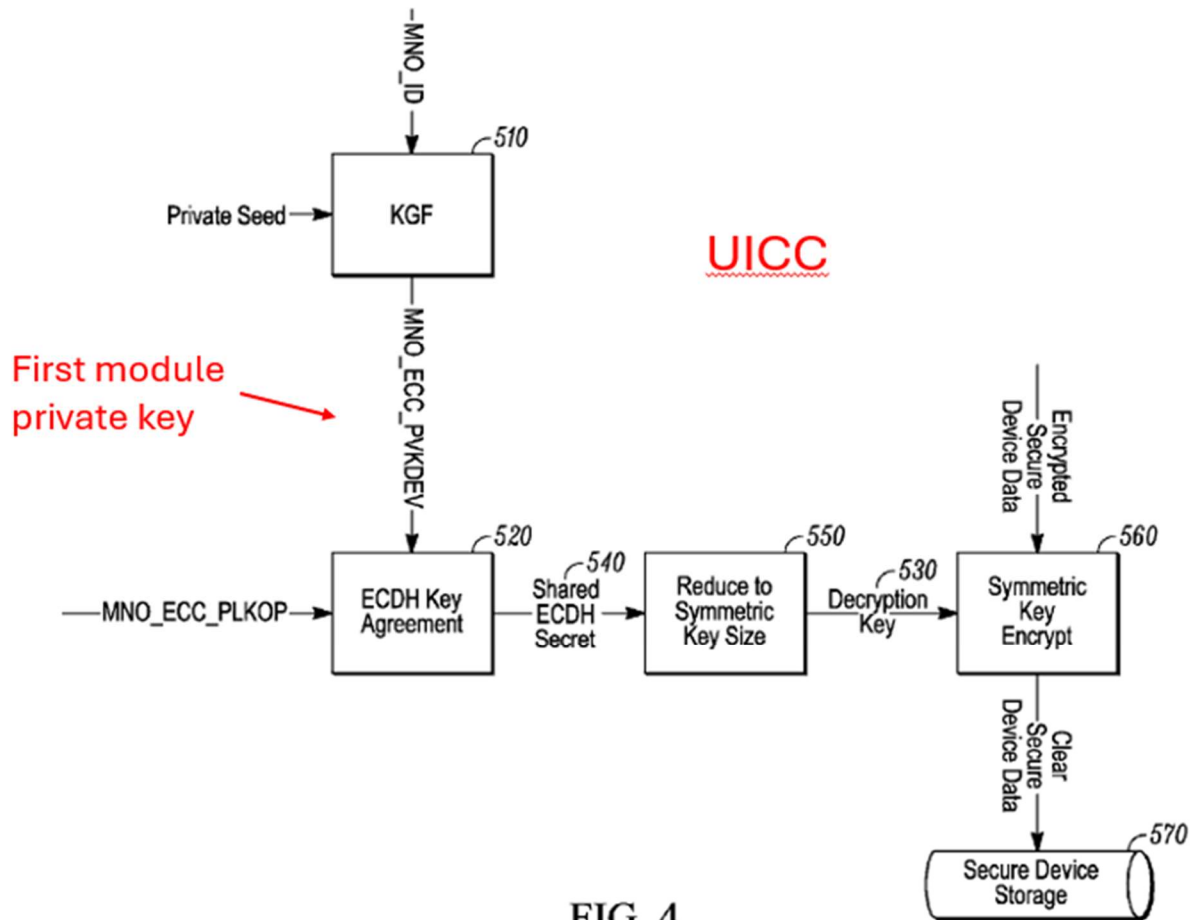 MNO_ID
510
Private Seed
KGF
UICC
First module
private key
MNO_ECC_PVKDEV
Encrypted
Secure
Device Data
520
540
550
530
560
MNO_ECC_PLKOP
ECDH Key
Agreement
Shared
ECDH
Secret
Reduce to
Symmetric
Key Size
Decryption
Key
Symmetric
Key
Encrypt
Clear
Secure
Device Data
570
Secure Device
Storage
FIG. 4